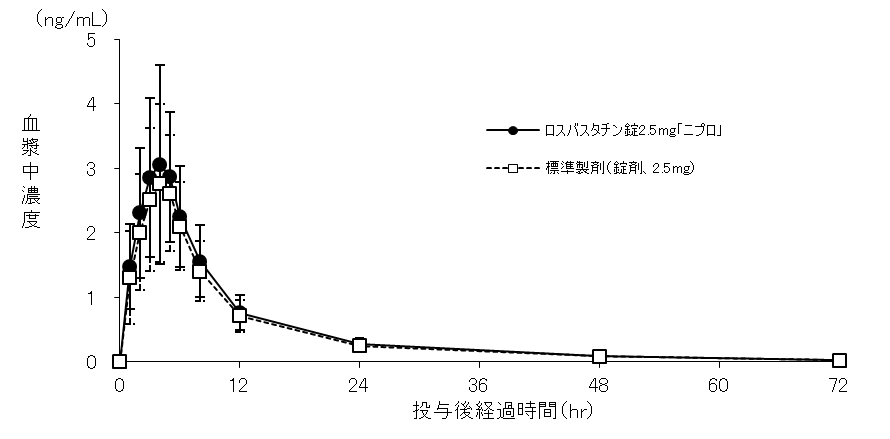 (ng/mL)
5
4
3
2
1
0
血漿中濃度
ロスバスタチン錠2.5mg「ニプロ」
標準製剤(錠剤、2.5mg)
0 12 24 36 48 60 72
投与後経過時間(hr)